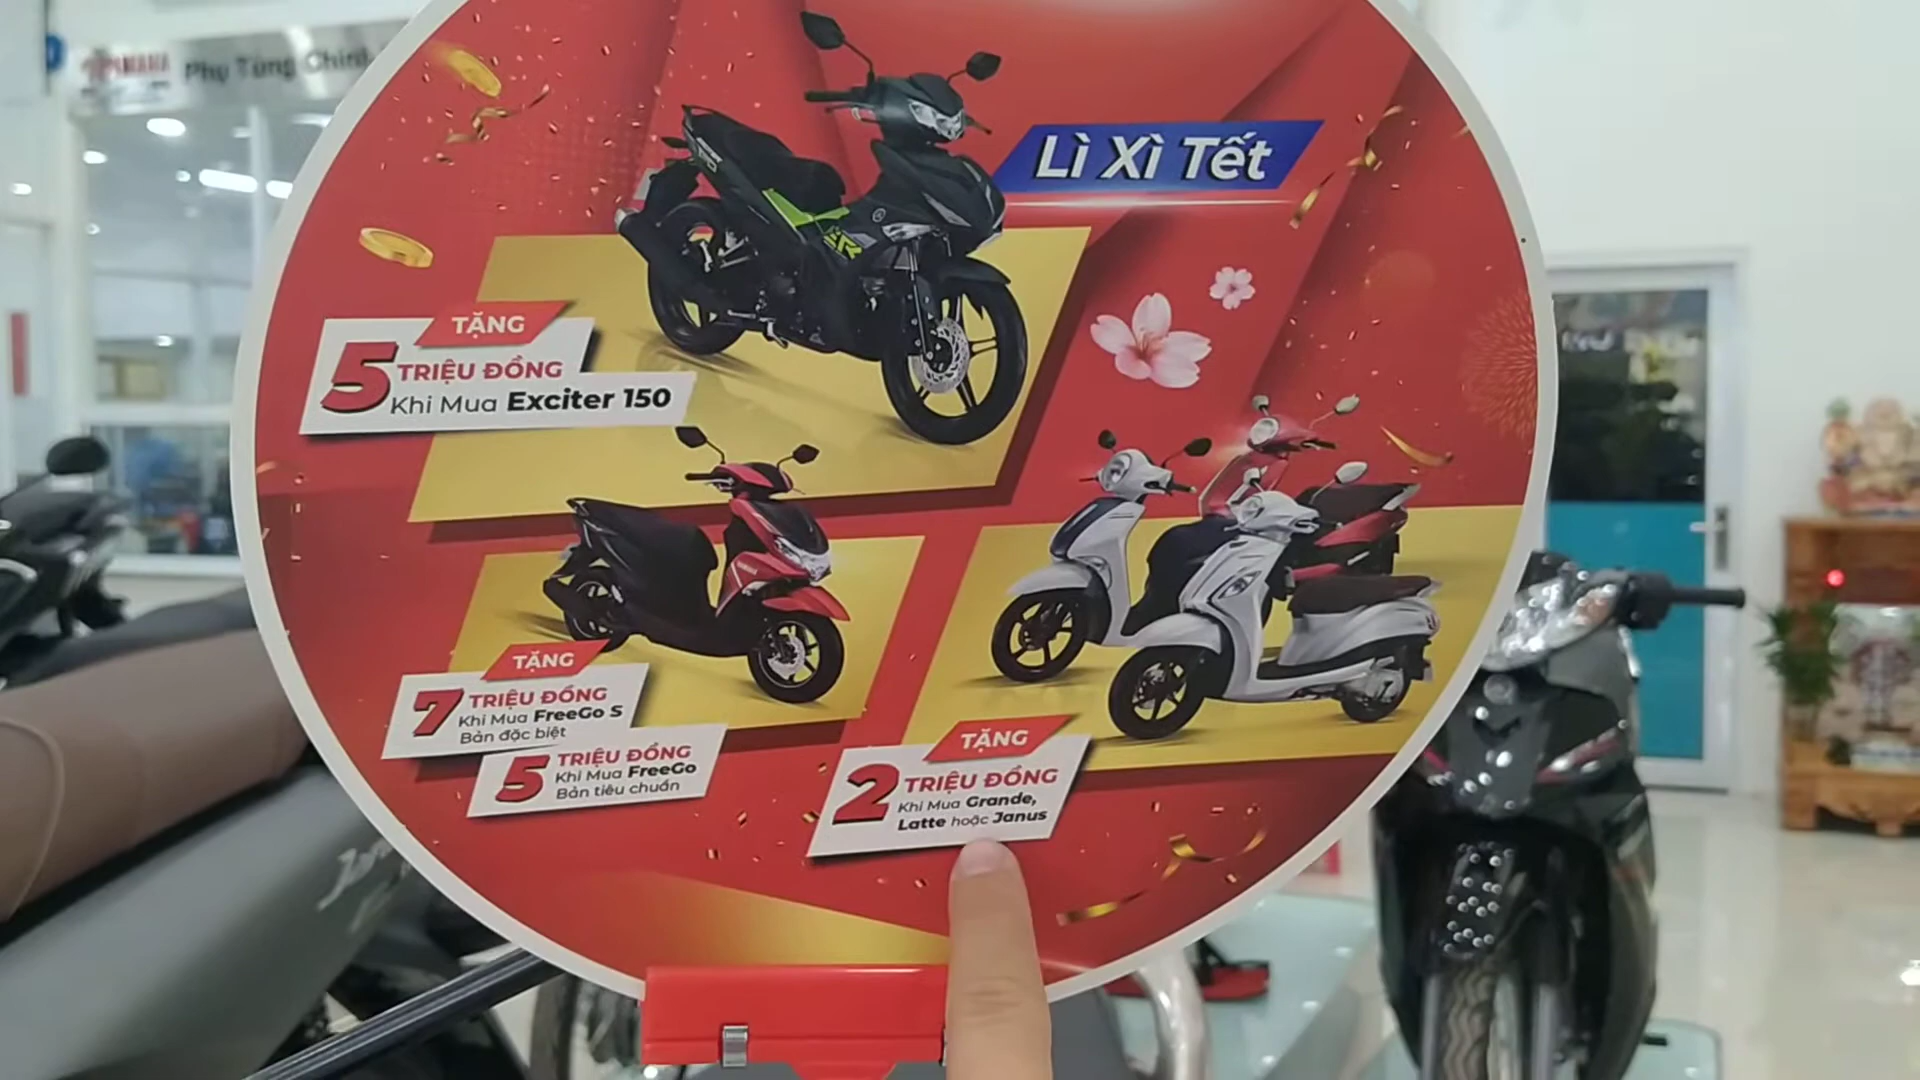 YAMAHA Phụ Tùng Chính
Lì Xì Tết
TẶNG
5 TRIỆU ĐỒNG
Khi Mua Exciter 150
TẶNG
7 TRIỆU ĐỒNG
Khi Mua FreeGo S
Bản đặc biệt
5 TRIỆU ĐỒNG
Khi Mua FreeGo
Bản tiêu chuẩn
TẶNG
2 TRIỆU ĐỒNG
Khi Mua Grande,
Latte hoặc Janus